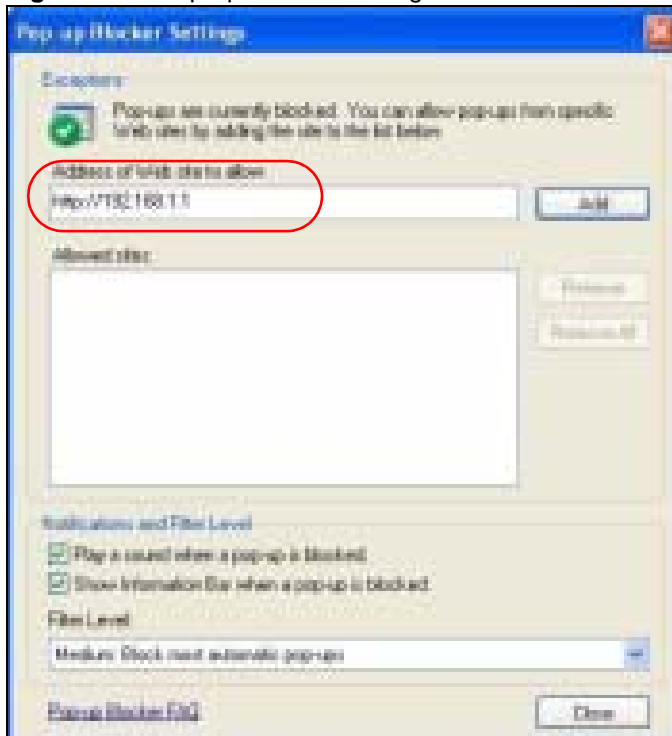 Pop-up Blocker Settings
Exceptions
Pop-ups are currently blocked. You can allow pop-ups from specific
Web sites by adding the site to the list below.
Address of Web site to allow:
http://192.168.1.1
Add
Allowed sites:
Remove
Remove All
Notifications and Filter Level
Play a sound when a pop-up is blocked.
Show Information Bar when a pop-up is blocked.
Filter Level:
Medium: Block most automatic pop-ups
Pop-up Blocker FAQ
Close